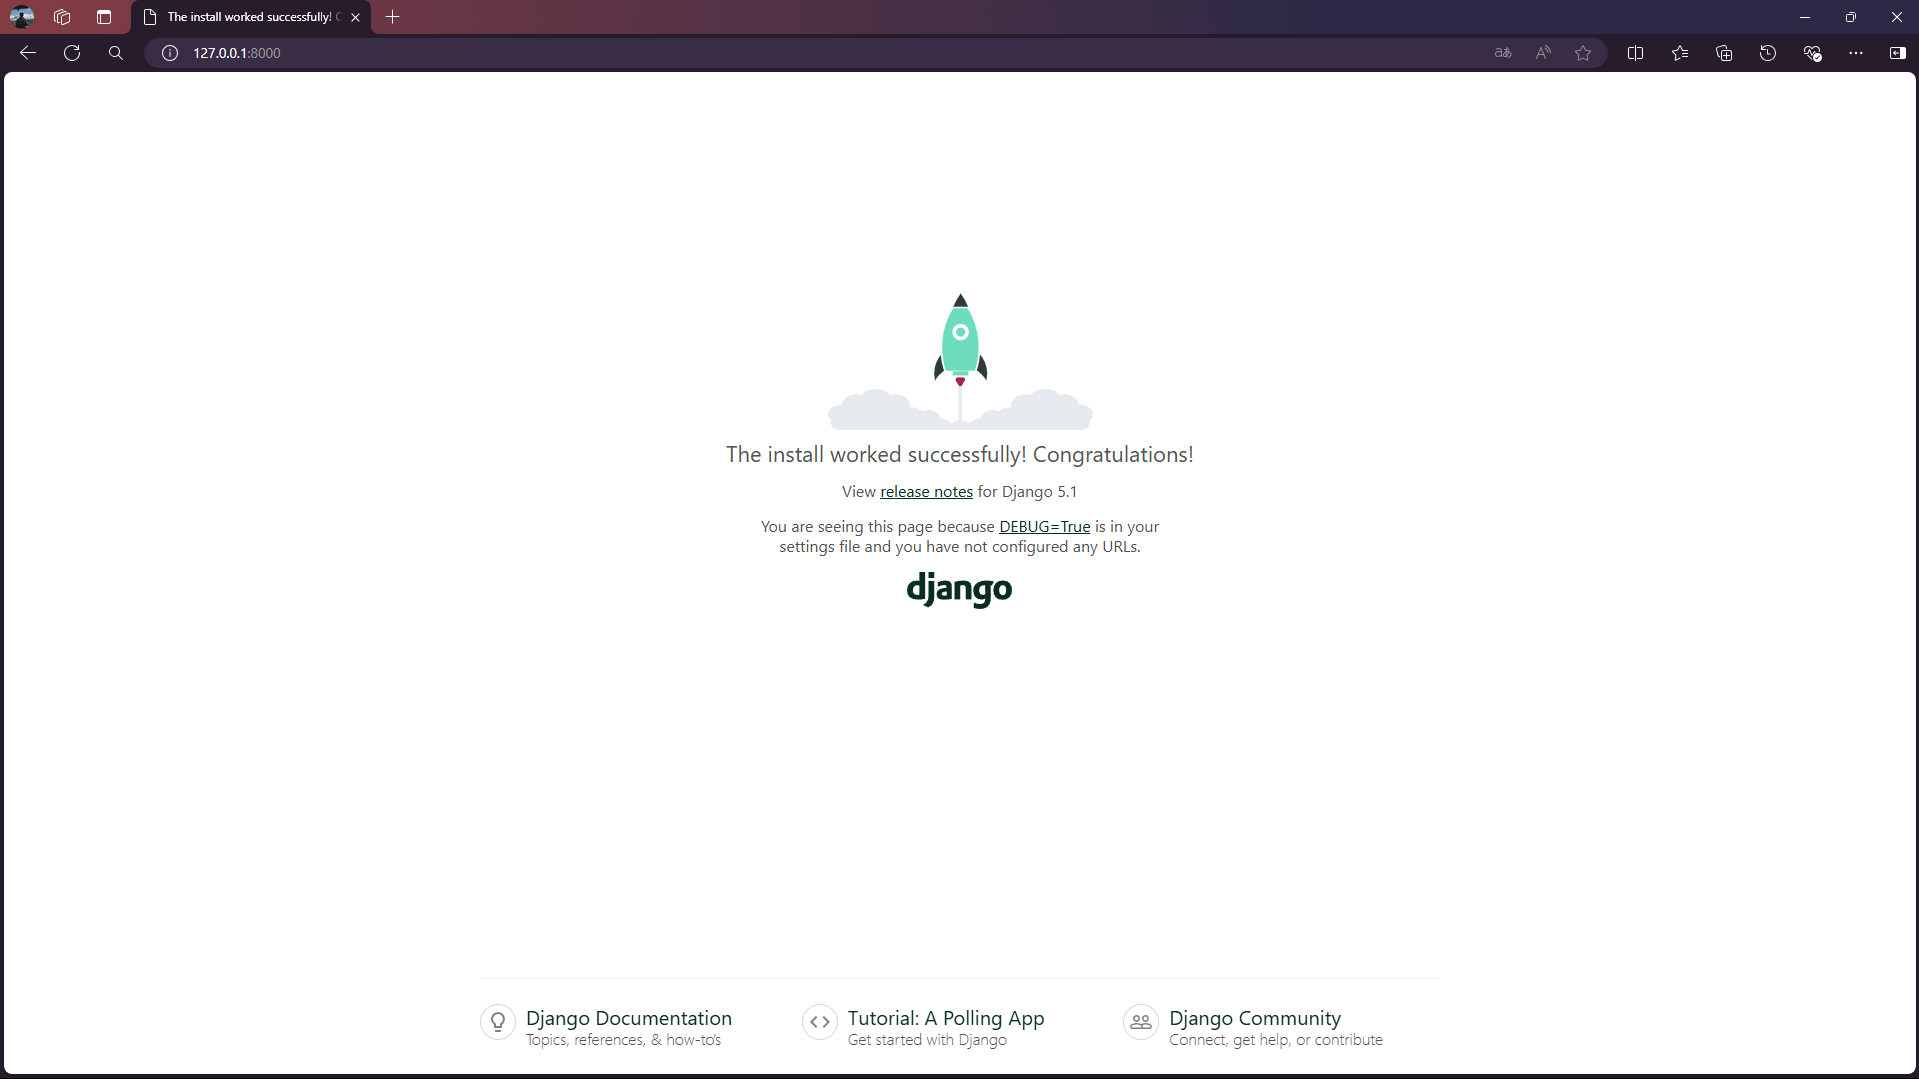 The install worked successfully!
127.0.0.1:8000
The install worked successfully! Congratulations!
View release notes for Django 5.1
You are seeing this page because DEBUG=True is in your
settings file and you have not configured any URLs.
django
Django Documentation
Topics, references, & how-to's
Tutorial: A Polling App
Get started with Django
Django Community
Connect, get help, or contribute